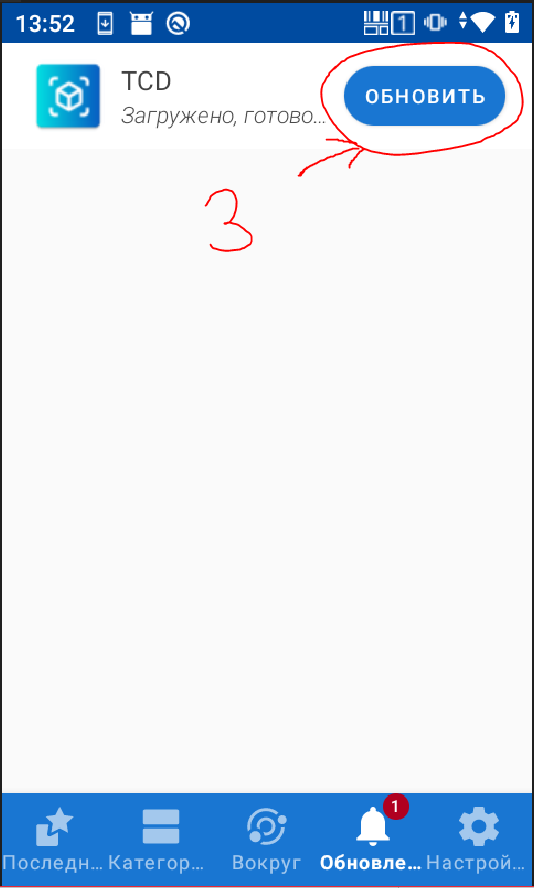 13:52
1
TCD
Загружено, готово...
ОБНОВИТЬ
3
1
Последн...
Категор...
Вокруг
Обновле...
Настрой...